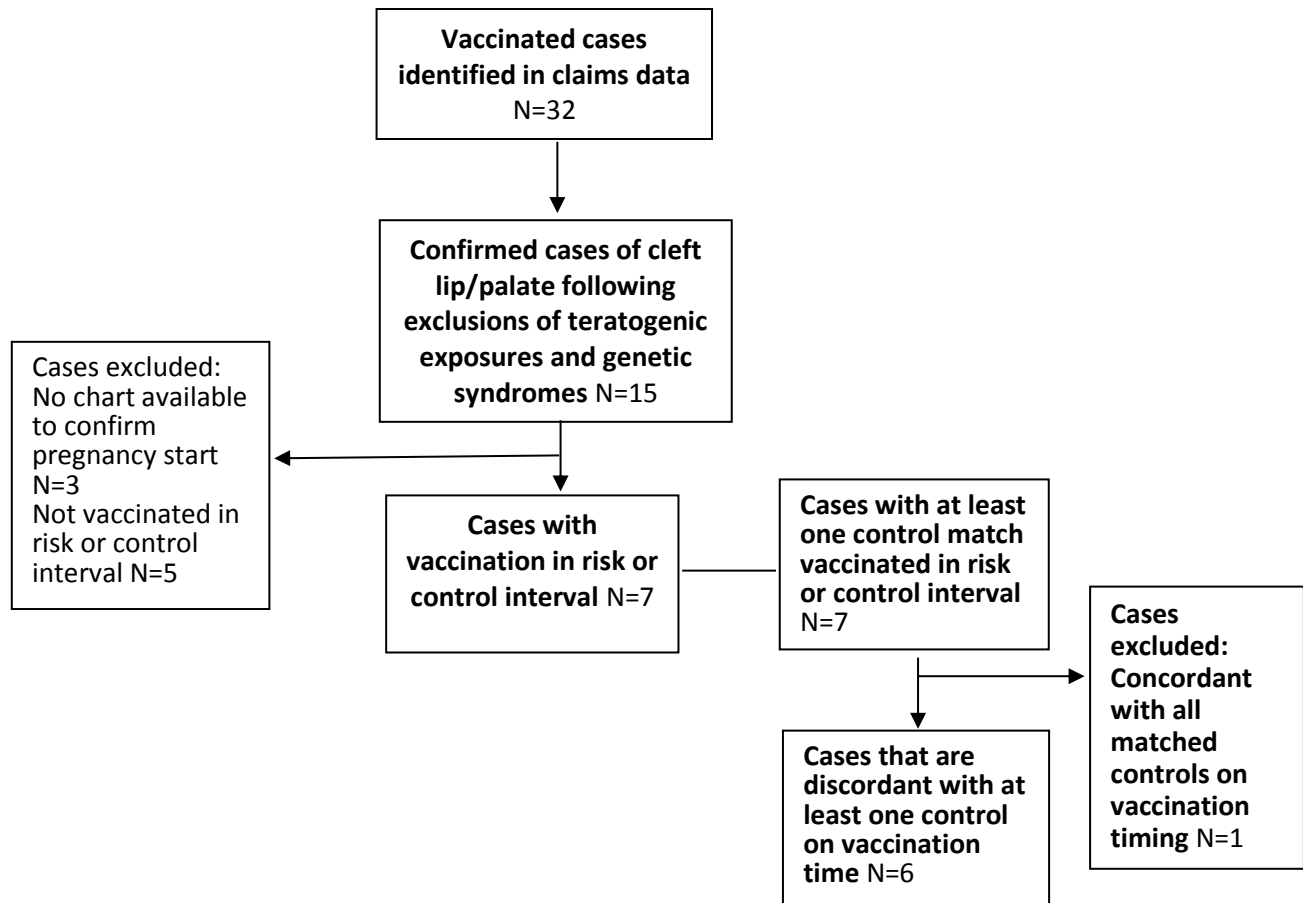 Vaccinated cases
identified in claims data
N=32
Confirmed cases of cleft
lip/palate following
exclusions of teratogenic
exposures and genetic
syndromes N=15
Cases excluded:
No chart available
to confirm
pregnancy start
N=3
Not vaccinated in
risk or control
interval N=5
Cases with
vaccination in risk or
control interval N=7
Cases with at least
one control match
vaccinated in risk
or control interval
N=7
Cases
excluded:
Concordant
with all
matched
controls on
vaccination
timing N=1
Cases that are
discordant with at
least one control
on vaccination
time N=6